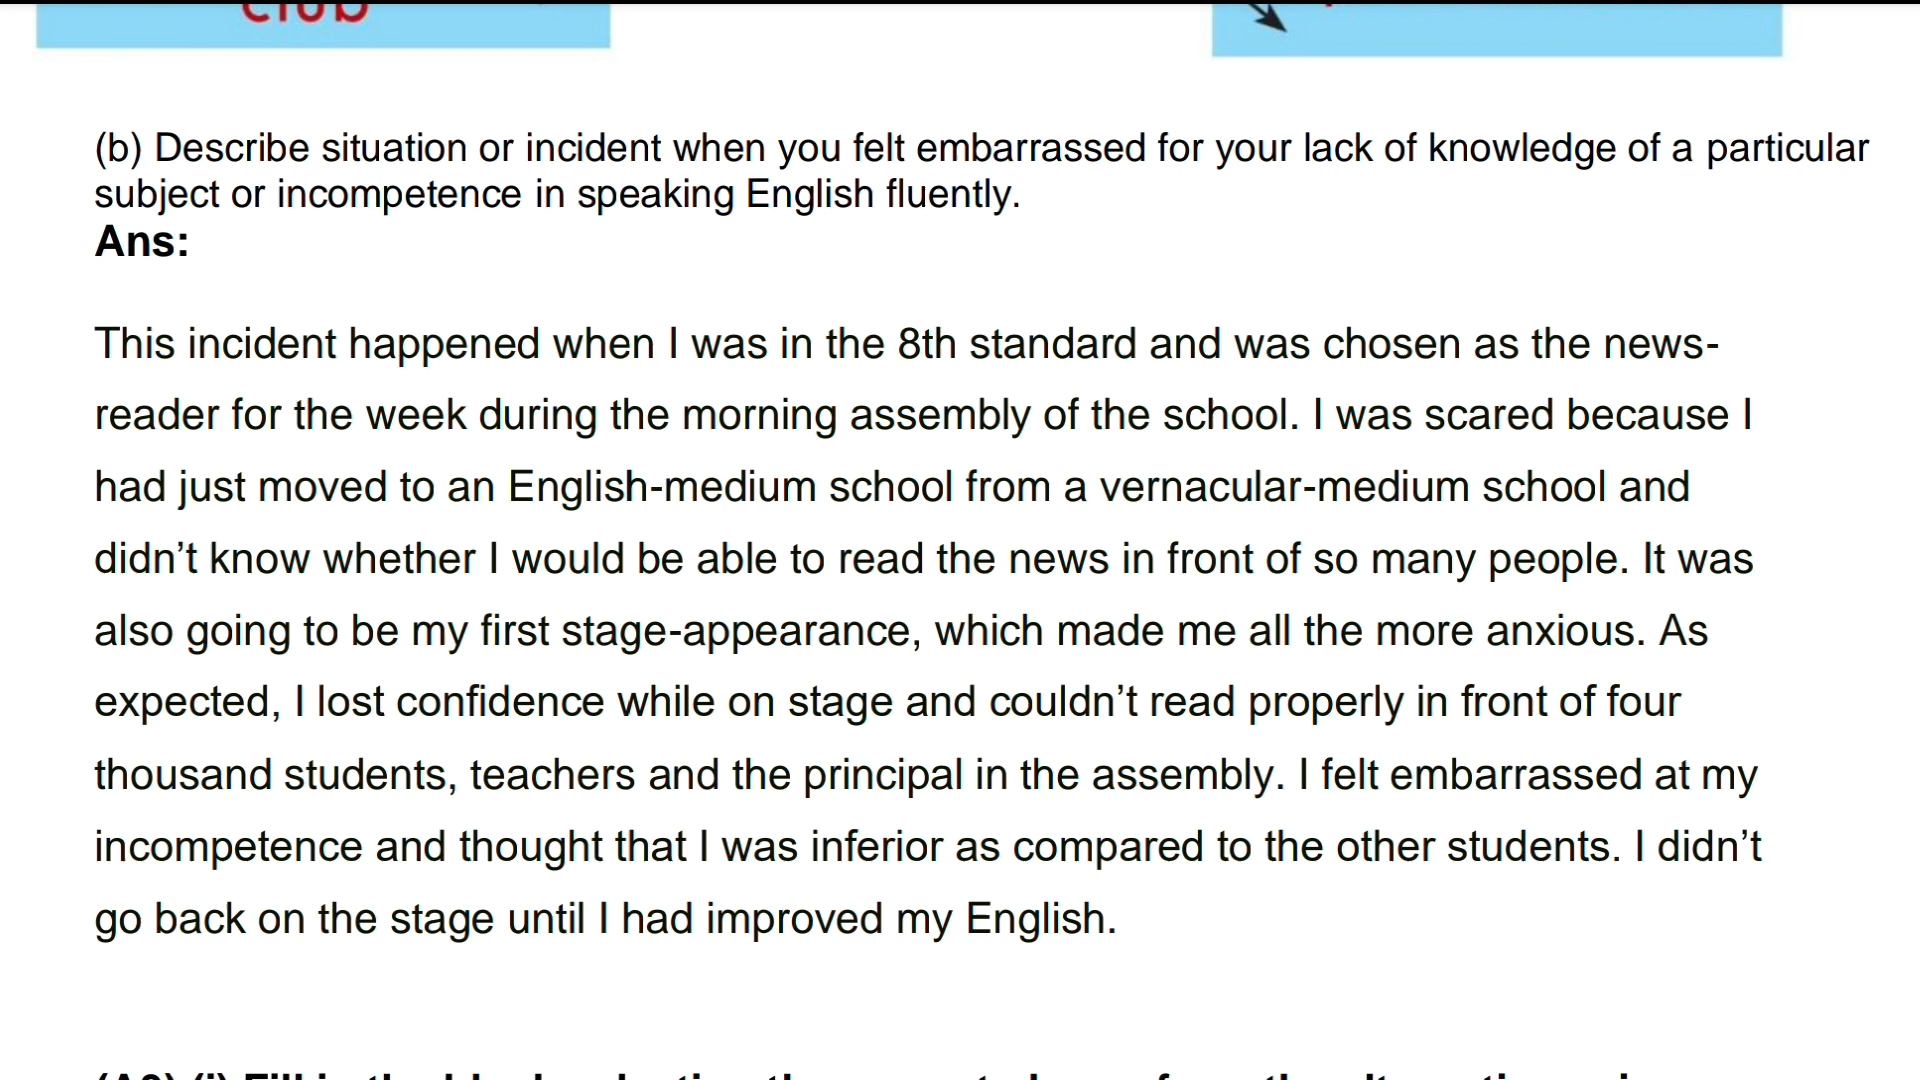 club
(b) Describe situation or incident when you felt embarrassed for your lack of knowledge of a particular
subject or incompetence in speaking English fluently.
Ans:
This incident happened when I was in the 8th standard and was chosen as the news-
reader for the week during the morning assembly of the school. I was scared because I
had just moved to an English-medium school from a vernacular-medium school and
didn’t know whether I would be able to read the news in front of so many people. It was
also going to be my first stage-appearance, which made me all the more anxious. As
expected, I lost confidence while on stage and couldn’t read properly in front of four
thousand students, teachers and the principal in the assembly. I felt embarrassed at my
incompetence and thought that I was inferior as compared to the other students. I didn’t
go back on the stage until I had improved my English.